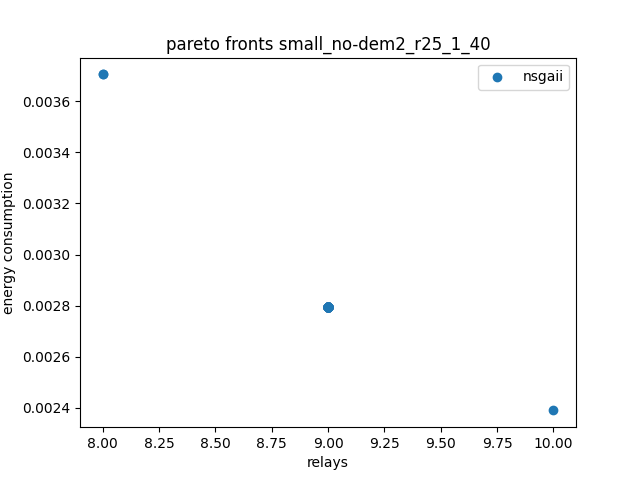 pareto fronts small_no-dem2_r25_1_40
nsgaii
energy consumption
0.0036
0.0034
0.0032
0.0030
0.0028
0.0026
0.0024
8.00 8.25 8.50 8.75 9.00 9.25 9.50 9.75 10.00
relays